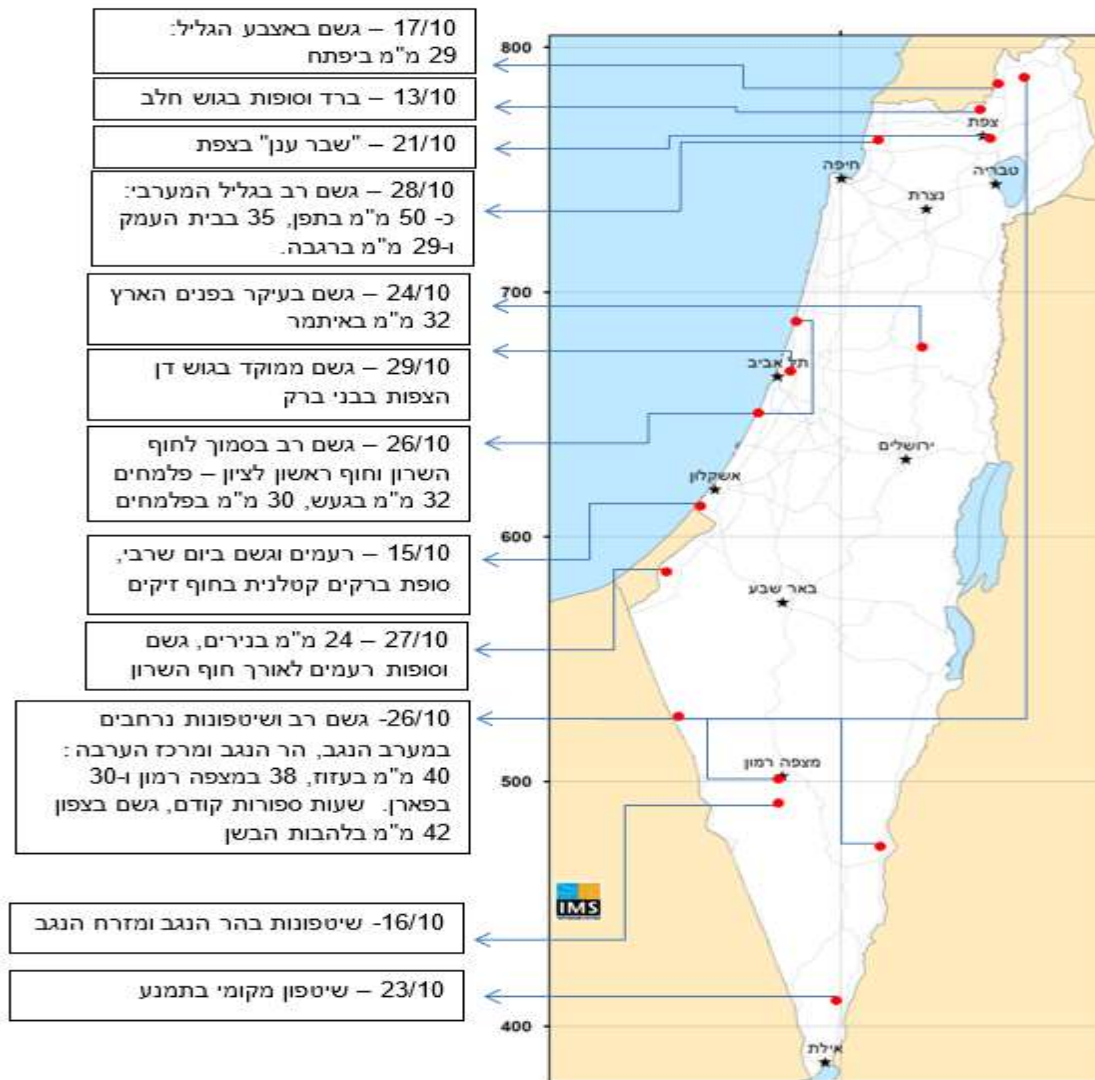 17/10 – גשם באצבע הגליל:
29 מ"מ ביפתח
13/10 – ברד וסופות בגוש חלב
21/10 – "שבר ענן" בצפת
28/10 – גשם רב בגליל המערבי:
כ- 50 מ"מ בתפן, 35 בבית העמק
ו-29 מ"מ ברגבה.
24/10 – גשם בעיקר בפנים הארץ
32 מ"מ באיתמר
29/10 – גשם ממוקד בגוש דן
הצפות בבני ברק
26/10 – גשם רב בסמוך לחוף
השרון וחוף ראשון לציון – פלמחים
32 מ"מ בגעש, 30 מ"מ בפלמחים
15/10 – רעמים וגשם ביום שרבי,
סופת ברקים קטלנית בחוף זיקים
27/10 – 24 מ"מ בנירים, גשם
וסופות רעמים לאורך חוף השרון
26/10- גשם רב ושיטפונות נרחבים
במערב הנגב, הר הנגב ומרכז הערבה :
40 מ"מ בעזוז, 38 במצפה רמון ו-30
בפארן. שעות ספורות קודם, גשם בצפון
42 מ"מ בלהבות הבשן
16/10- שיטפונות בהר הנגב ומזרח הנגב
23/10 – שיטפון מקומי בתמנע
800
צפת
חיפה
טבריה
נצרת
700
תל אביב
ירושלים
אשקלון
600
באר שבע
מצפה רמון
500
IMS
400
אילת